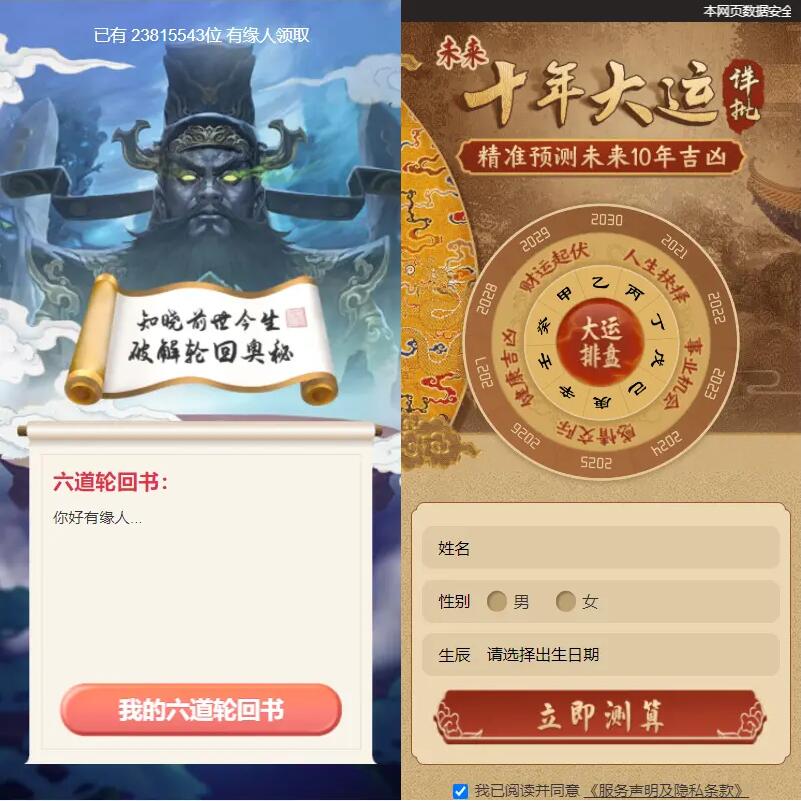 已有 23815543位 有缘人领取
知晓前世今生
破解轮回奥秘
六道轮回书：
你好有缘人...
我的六道轮回书
本网页数据安全
未来
十年大运
详批
精准预测未来10年吉凶
2030
2021
2022
2023
2024
2025
2026
2027
2028
2029
财运起伏
人生抉择
事业机会
感情交际
健康吉凶
甲
乙
丙
丁
戊
己
庚
辛
壬
癸
大运
排盘
姓名
性别 男 女
生辰 请选择出生日期
立即测算
我已阅读并同意《服务声明及隐私条款》